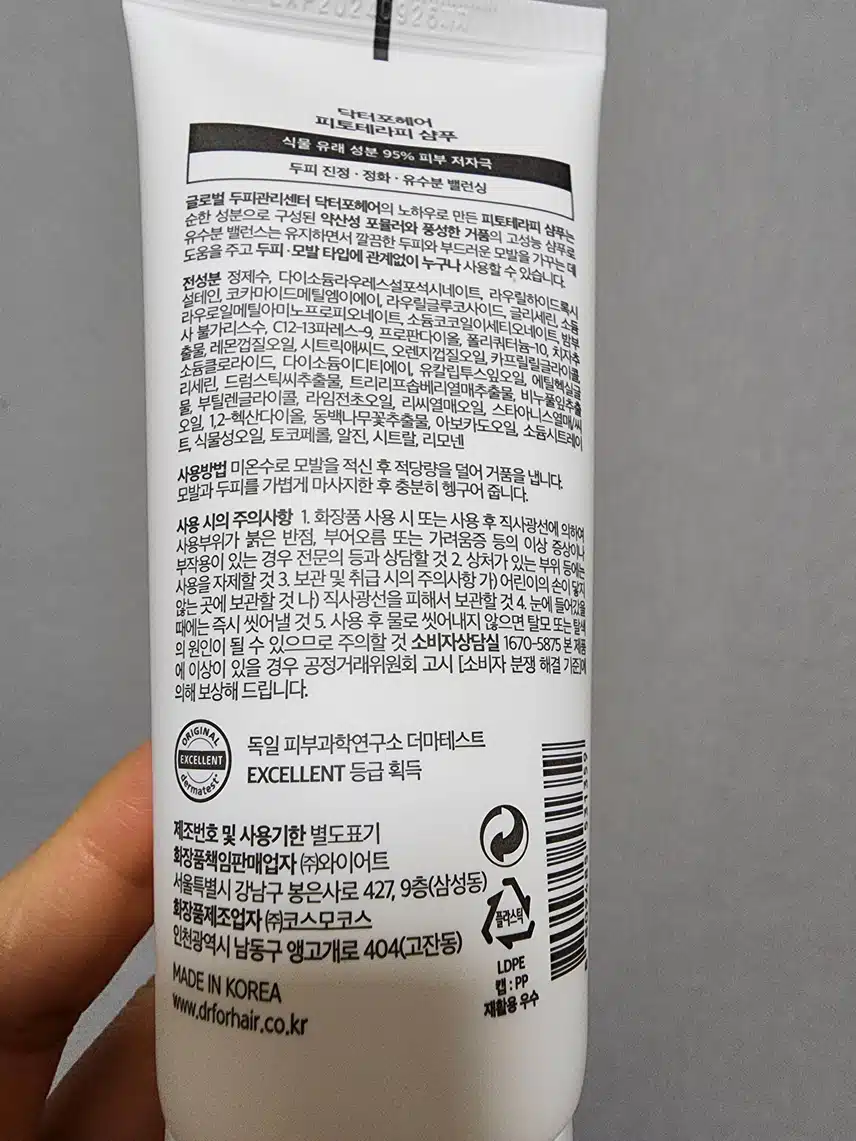 닥터포헤어
피토테라피 샴푸
식물 유래 성분 95% 피부 저자극
두피 진정 · 정화 · 유수분 밸런싱
글로벌 두피관리센터 닥터포헤어의 노하우로 만든 피토테라피 샴푸는
순한 성분으로 구성된 약산성 포뮬러와 풍성한 거품의 고성능 샴푸로
유수분 밸런스는 유지하면서 깔끔한 두피와 부드러운 모발을 가꾸는 데
도움을 주고 두피 · 모발 타입에 관계없이 누구나 사용할 수 있습니다.
전성분 정제수, 다이소듐라우레스설포석시네이트, 라우릴하이드록시
설테인, 코카마이드메틸엠이에이, 라우릴글루코사이드, 글리세린, 소듐
라우로일메틸아미노프로피오네이트, 소듐코코일이세티오네이트, 밤부
사 불가리스수, C12-13파레스-9, 프로판다이올, 폴리쿼터늄-10, 치자추
출물, 레몬껍질오일, 시트릭애씨드, 오렌지껍질오일, 카프릴릴글라이콜,
소듐클로라이드, 다이소듐이디티에이, 유칼립투스잎오일, 에틸헥실글
리세린, 드럼스틱씨추출물, 트리리프솝베리열매추출물, 비누풀잎추출
물, 부틸렌글라이콜, 라임전초오일, 리씨열매오일, 스타아니스열매/씨
오일, 1,2-헥산다이올, 동백나무꽃추출물, 아보카도오일, 소듐시트레이
트, 식물성오일, 토코페롤, 알진, 시트랄, 리모넨
사용방법 미온수로 모발을 적신 후 적당량을 덜어 거품을 냅니다.
모발과 두피를 가볍게 마사지한 후 충분히 헹구어 줍니다.
사용 시의 주의사항 1. 화장품 사용 시 또는 사용 후 직사광선에 의하여
사용부위가 붉은 반점, 부어오름 또는 가려움증 등의 이상 증상이나
부작용이 있는 경우 전문의 등과 상담할 것 2. 상처가 있는 부위 등에는
사용을 자제할 것 3. 보관 및 취급 시의 주의사항 가) 어린이의 손이 닿지
않는 곳에 보관할 것 나) 직사광선을 피해서 보관할 것 4. 눈에 들어갔을
때에는 즉시 씻어낼 것 5. 사용 후 물로 씻어내지 않으면 탈모 또는 탈색
의 원인이 될 수 있으므로 주의할 것 소비자상담실 1670-5875 본 제품
에 이상이 있을 경우 공정거래위원회 고시 [소비자 분쟁 해결 기준]에
의해 보상해 드립니다.
ORIGINAL
EXCELLENT
dermatest
독일 피부과학연구소 더마테스트
EXCELLENT 등급 획득
제조번호 및 사용기한 별도표기
화장품책임판매업자 ㈜와이어트
서울특별시 강남구 봉은사로 427, 9층(삼성동)
화장품제조업자 ㈜코스모코스
인천광역시 남동구 앵고개로 404(고잔동)
MADE IN KOREA
www.drforhair.co.kr
플라스틱
LDPE
캡 : PP
재활용 우수